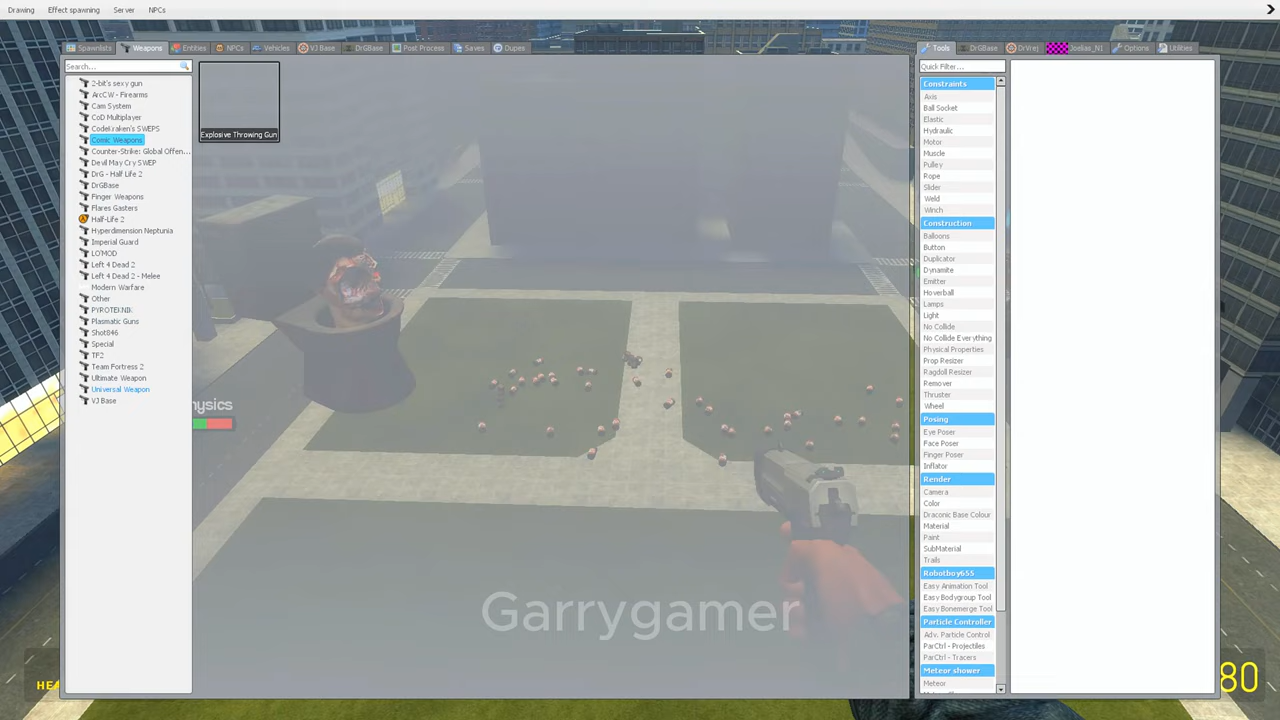 Drawing Effect spawning Server NPCs
Spawnlists Weapons Entities NPCs Vehicles VJ Base DrGBase Post Process Saves Dupes
Search...
2-bit's sexy gun
ArcCW - Firearms
Cam System
CoD Multiplayer
CodeKraken's SWEPS
Comic Weapons
Counter-Strike: Global Offen...
Devil May Cry SWEP
DrG - Half Life 2
DrGBase
Finger Weapons
Flares Gasters
Half-Life 2
Hyperdimension Neptunia
Imperial Guard
LO'MOD
Left 4 Dead 2
Left 4 Dead 2 - Melee
Modern Warfare
Other
PYROTEKNIK
Plasmatic Guns
Shot846
Special
TF2
Team Fortress 2
Ultimate Weapon
Universal Weapon
VJ Base
Explosive Throwing Gun
hysics
Garrygamer
HEA
80
Tools DrGBase DrVrej Joelias_N1 Options Utilities
Quick Filter...
Constraints
Axis
Ball Socket
Elastic
Hydraulic
Motor
Muscle
Pulley
Rope
Slider
Weld
Winch
Construction
Balloons
Button
Duplicator
Dynamite
Emitter
Hoverball
Lamps
Light
No Collide
No Collide Everything
Physical Properties
Prop Resizer
Ragdoll Resizer
Remover
Thruster
Wheel
Posing
Eye Poser
Face Poser
Finger Poser
Inflator
Render
Camera
Color
Draconic Base Colour
Material
Paint
SubMaterial
Trails
Robotboy655
Easy Animation Tool
Easy Bodygroup Tool
Easy Bonemerge Tool
Particle Controller
Adv. Particle Control
ParCtrl - Projectiles
ParCtrl - Tracers
Meteor shower
Meteor